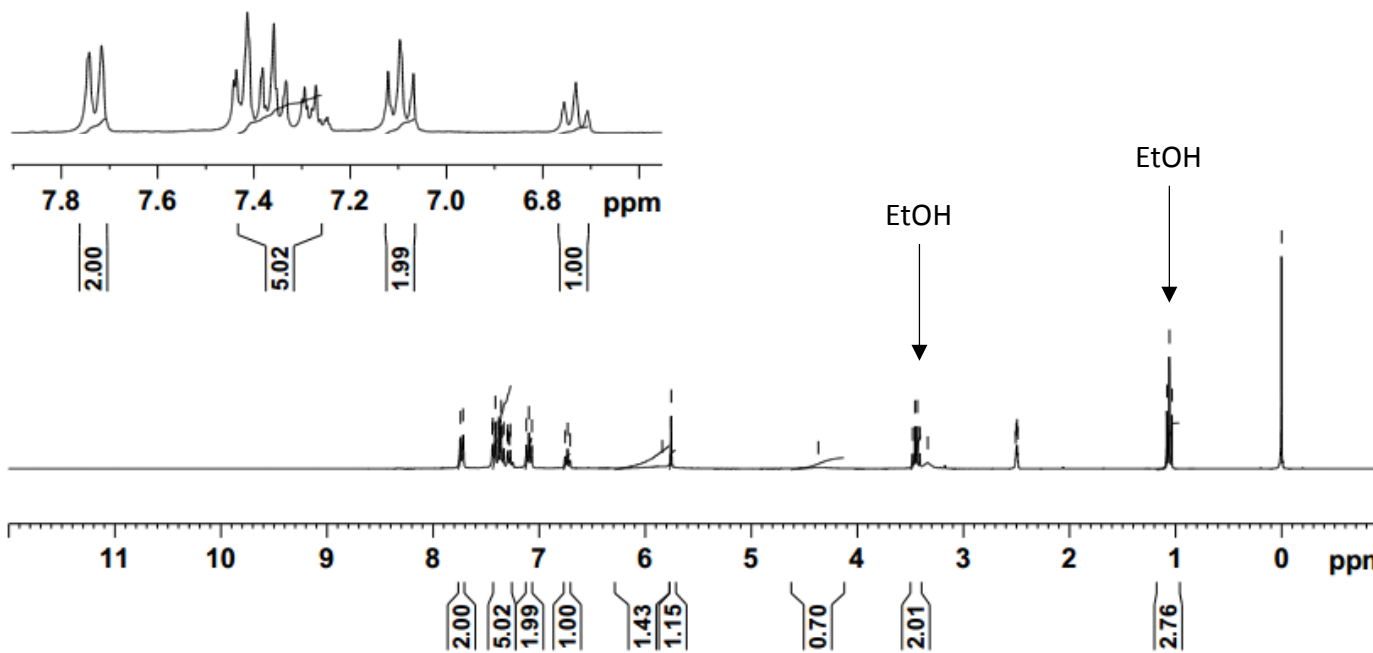 7.8 7.6 7.4 7.2 7.0 6.8 ppm
2.00 5.02 1.99 1.00
EtOH
EtOH
11 10 9 8 7 6 5 4 3 2 1 0 ppm
2.00 5.02 1.99 1.00 1.43 1.15 0.70 2.01 2.76